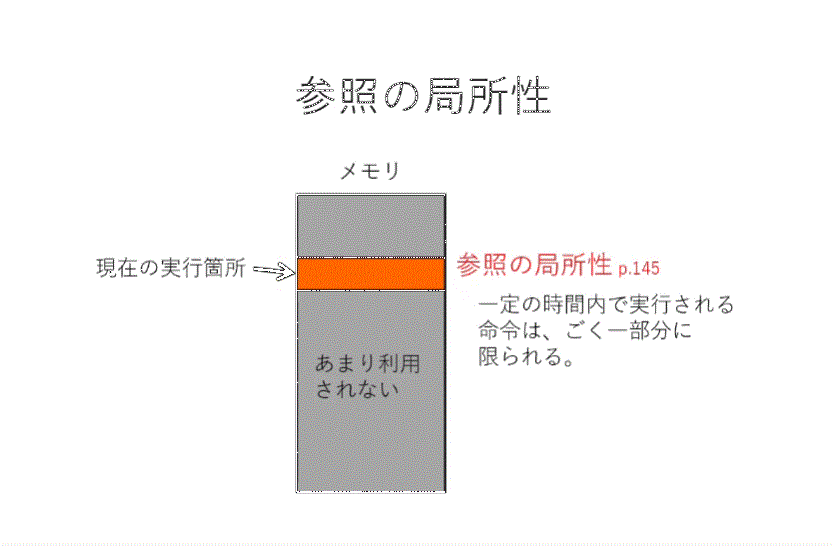 参照の局所性
メモリ
現在の実行箇所
参照の局所性 p.145
一定の時間内で実行される
命令は、ごく一部分に
限られる。
あまり利用
されない